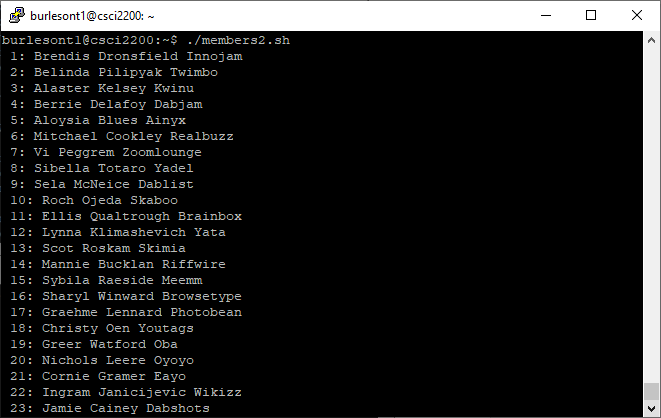 burlesont1@csci2200: ~
burlesont1@csci2200:~$ ./members2.sh
1: Brendis Dronsfield Innojam
2: Belinda Pilipyak Twimbo
3: Alaster Kelsey Kwinu
4: Berrie Delafoy Dabjam
5: Aloysia Blues Ainyx
6: Mitchael Cookley Realbuzz
7: Vi Peggrem Zoomlounge
8: Sibella Totaro Yadel
9: Sela McNeice Dablist
10: Roch Ojeda Skaboo
11: Ellis Qualtrough Brainbox
12: Lynna Klimashevich Yata
13: Scot Roskam Skimia
14: Mannie Bucklan Riffwire
15: Sybila Raeside Meemm
16: Sharyl Winward Browsetype
17: Graehme Lennard Photobean
18: Christy Oen Youtags
19: Greer Watford Oba
20: Nichols Leere Oyoyo
21: Cornie Gramer Eayo
22: Ingram Janicijevic Wikizz
23: Jamie Cainey Dabshots